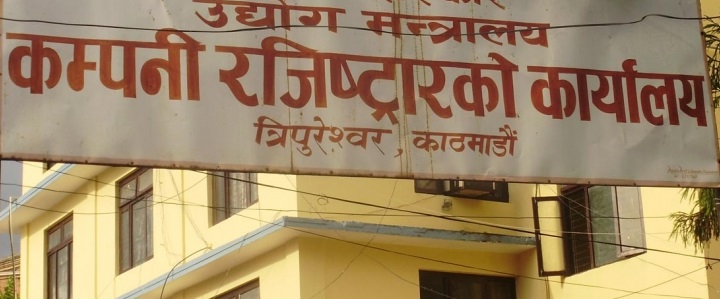 उद्योग मन्त्रालय
कम्पनी रजिष्ट्रारको कार्यालय
त्रिपुरेश्वर, काठमाडौं